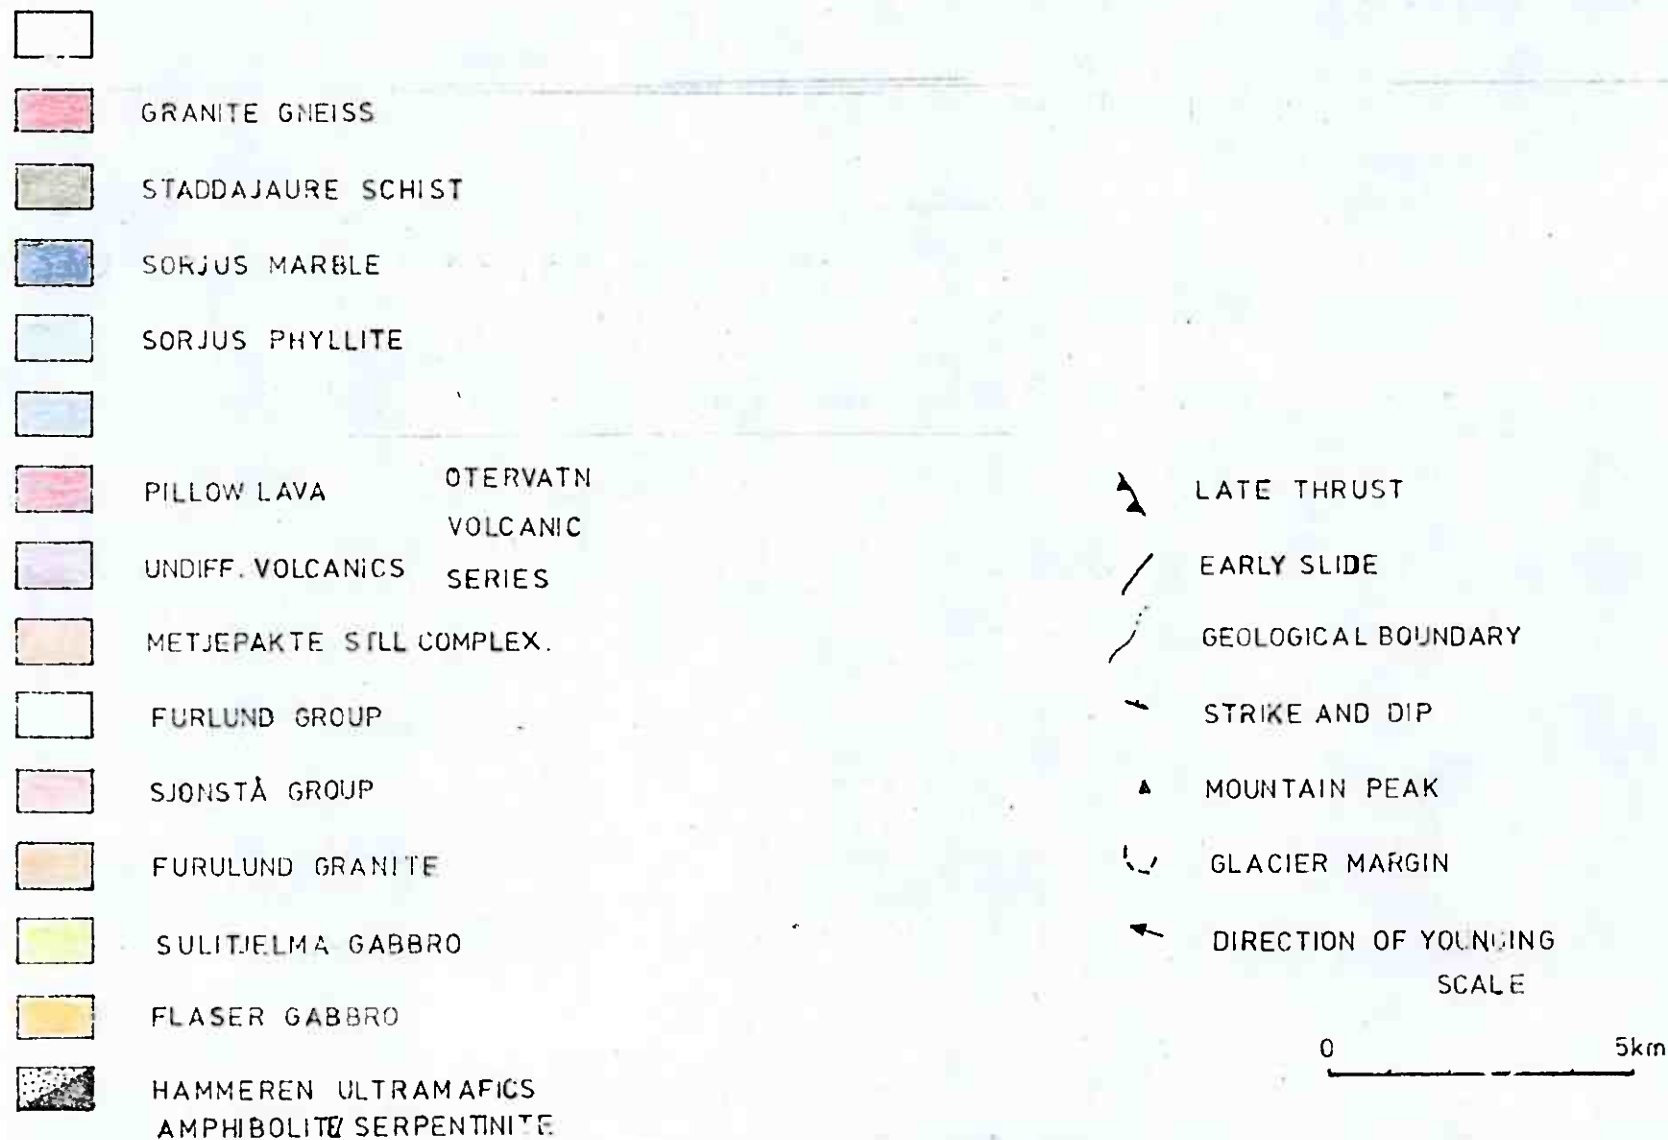 GRANITE GNEISS
STADDAJAURE SCHIST
SORJUS MARBLE
SORJUS PHYLLITE
PILLOW LAVA
UNDIFF. VOLCANICS
OTERVATN
VOLCANIC
SERIES
METJEPAKTE SILL COMPLEX.
FURLUND GROUP
SJONSTÅ GROUP
FURULUND GRANITE
SULITJELMA GABBRO
FLASER GABBRO
HAMMEREN ULTRAMAFICS
AMPHIBOLITE/SERPENTINITE
LATE THRUST
EARLY SLIDE
GEOLOGICAL BOUNDARY
STRIKE AND DIP
MOUNTAIN PEAK
GLACIER MARGIN
DIRECTION OF YOUNGING
SCALE
0 5km